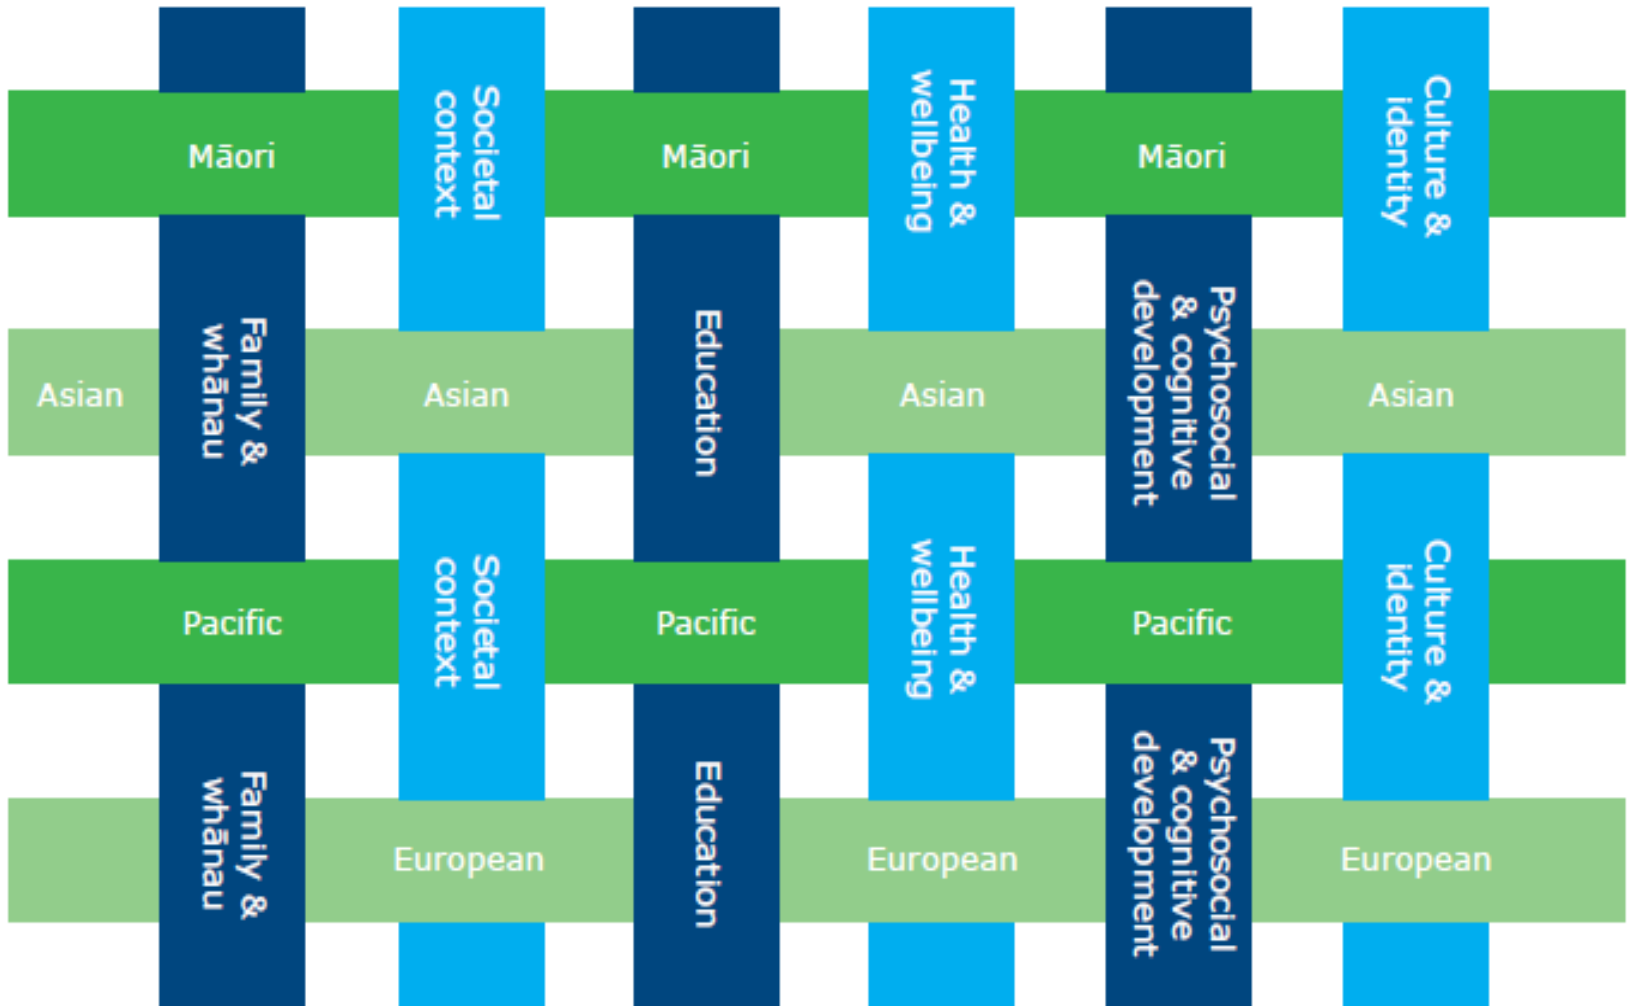 Societal
context
Health &
wellbeing
Culture &
identity
Māori
Māori
Māori
Family &
whānau
Education
Psychosocial
& cognitive
development
Asian
Asian
Asian
Asian
Societal
context
Health &
wellbeing
Culture &
identity
Pacific
Pacific
Pacific
Family &
whānau
Education
Psychosocial
& cognitive
development
European
European
European